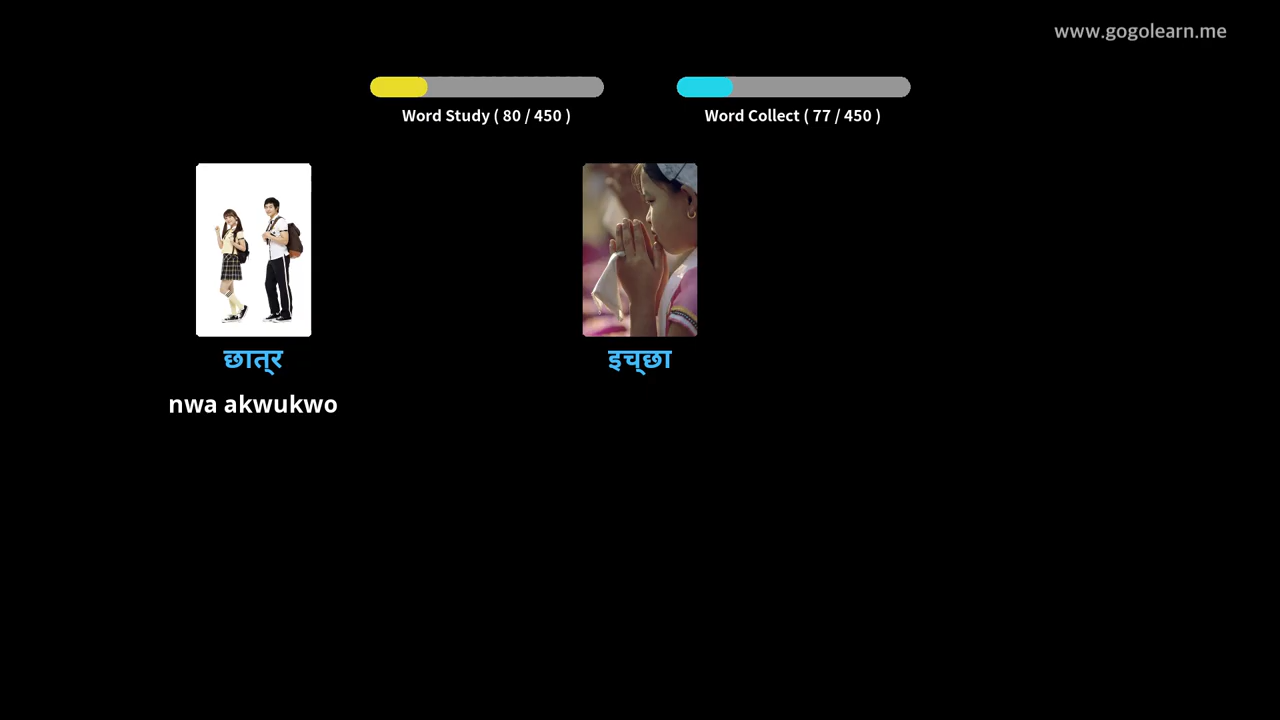 www.gogolearn.me
Word Study ( 80 / 450 )
Word Collect ( 77 / 450 )
छात्र
इच्छा
nwa akwukwo